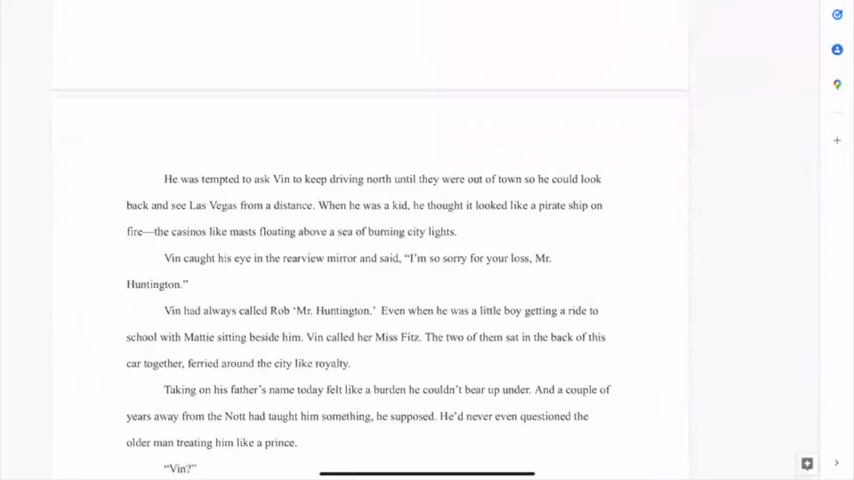 He was tempted to ask Vin to keep driving north until they were out of town so he could look
back and see Las Vegas from a distance. When he was a kid, he thought it looked like a pirate ship on
fire—the casinos like masts floating above a sea of burning city lights.
Vin caught his eye in the rearview mirror and said, “I’m so sorry for your loss, Mr.
Huntington.”
Vin had always called Rob ‘Mr. Huntington.’ Even when he was a little boy getting a ride to
school with Mattie sitting beside him. Vin called her Miss Fitz. The two of them sat in the back of this
car together, ferried around the city like royalty.
Taking on his father’s name today felt like a burden he couldn’t bear up under. And a couple of
years away from the Nott had taught him something, he supposed. He’d never even questioned the
older man treating him like a prince.
“Vin?”